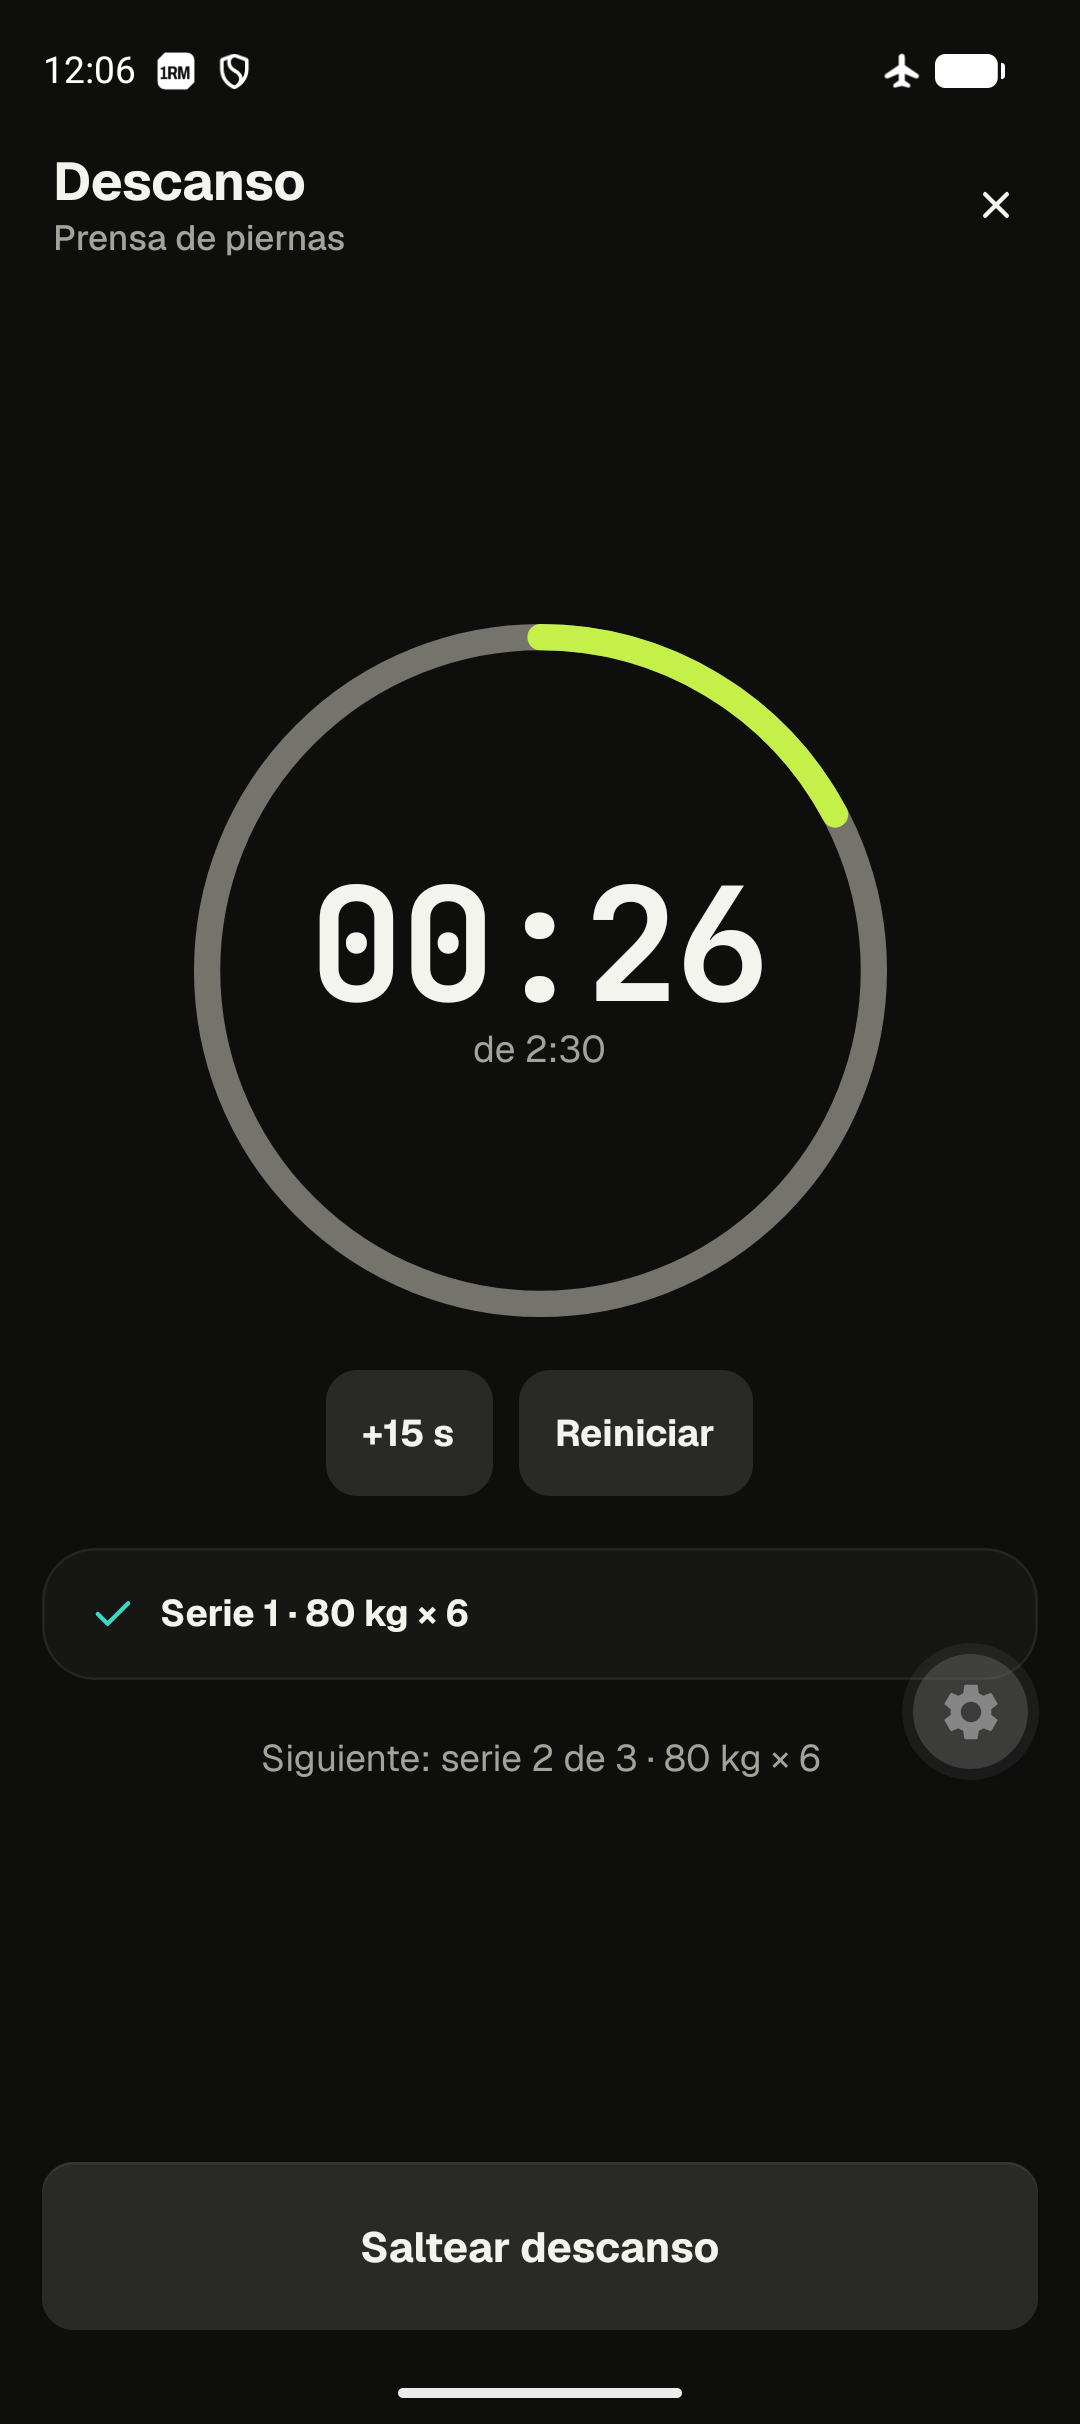 12:06 1RM
Descanso
Prensa de piernas
00:26
de 2:30
+15 s Reiniciar
Serie 1 · 80 kg × 6
Siguiente: serie 2 de 3 · 80 kg × 6
Saltear descanso